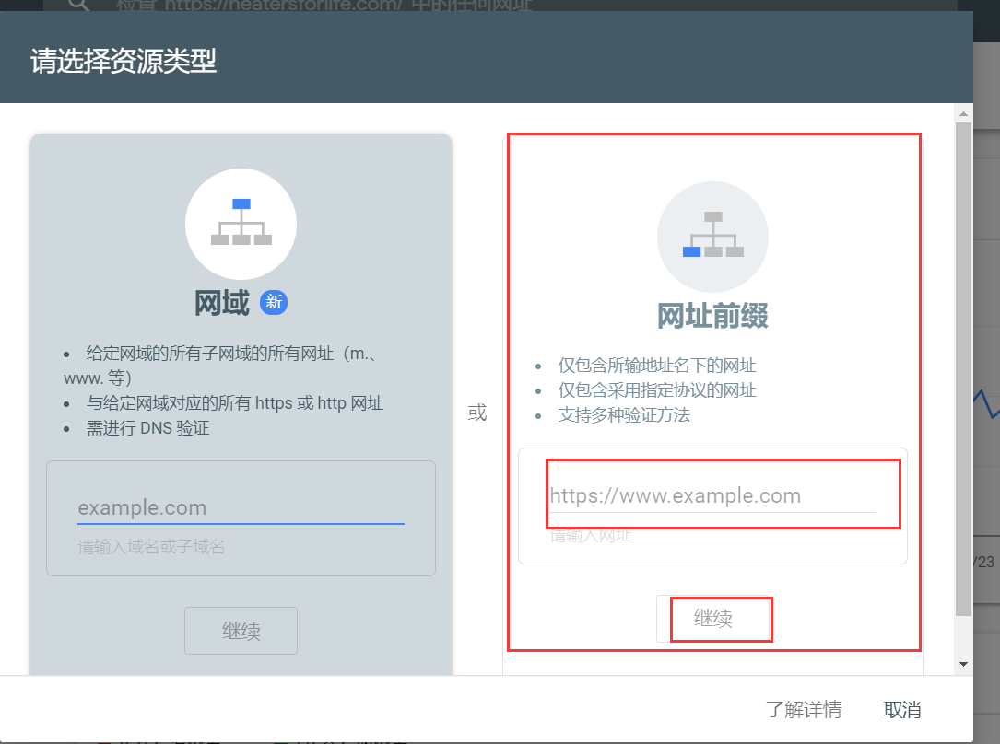 检查 https://heatersforlife.com/ 中的任何网址
请选择资源类型
网域 新
给定网域的所有子网域的所有网址（m.、
www. 等）
与给定网域对应的所有 https 或 http 网址
需进行 DNS 验证
example.com
请输入域名或子域名
继续
或
网址前缀
仅包含所输地址名下的网址
仅包含采用指定协议的网址
支持多种验证方法
https://www.example.com
请输入网址
继续
/23
了解详情
取消